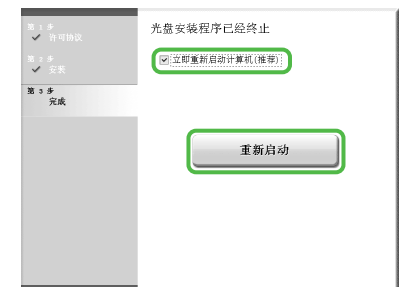 第 1 步
许可协议
第 2 步
安装
第 3 步
完成
光盘安装程序已经终止
立即重新启动计算机(推荐)
重新启动